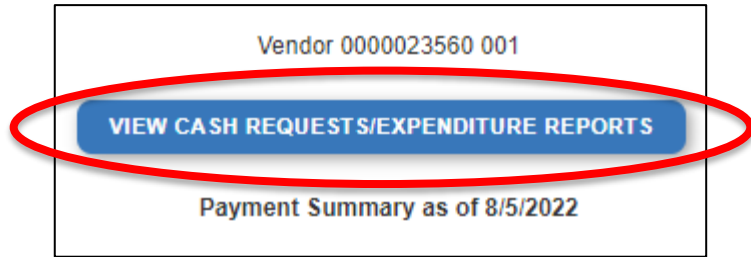 Vendor 0000023560 001
VIEW CASH REQUESTS/EXPENDITURE REPORTS
Payment Summary as of 8/5/2022